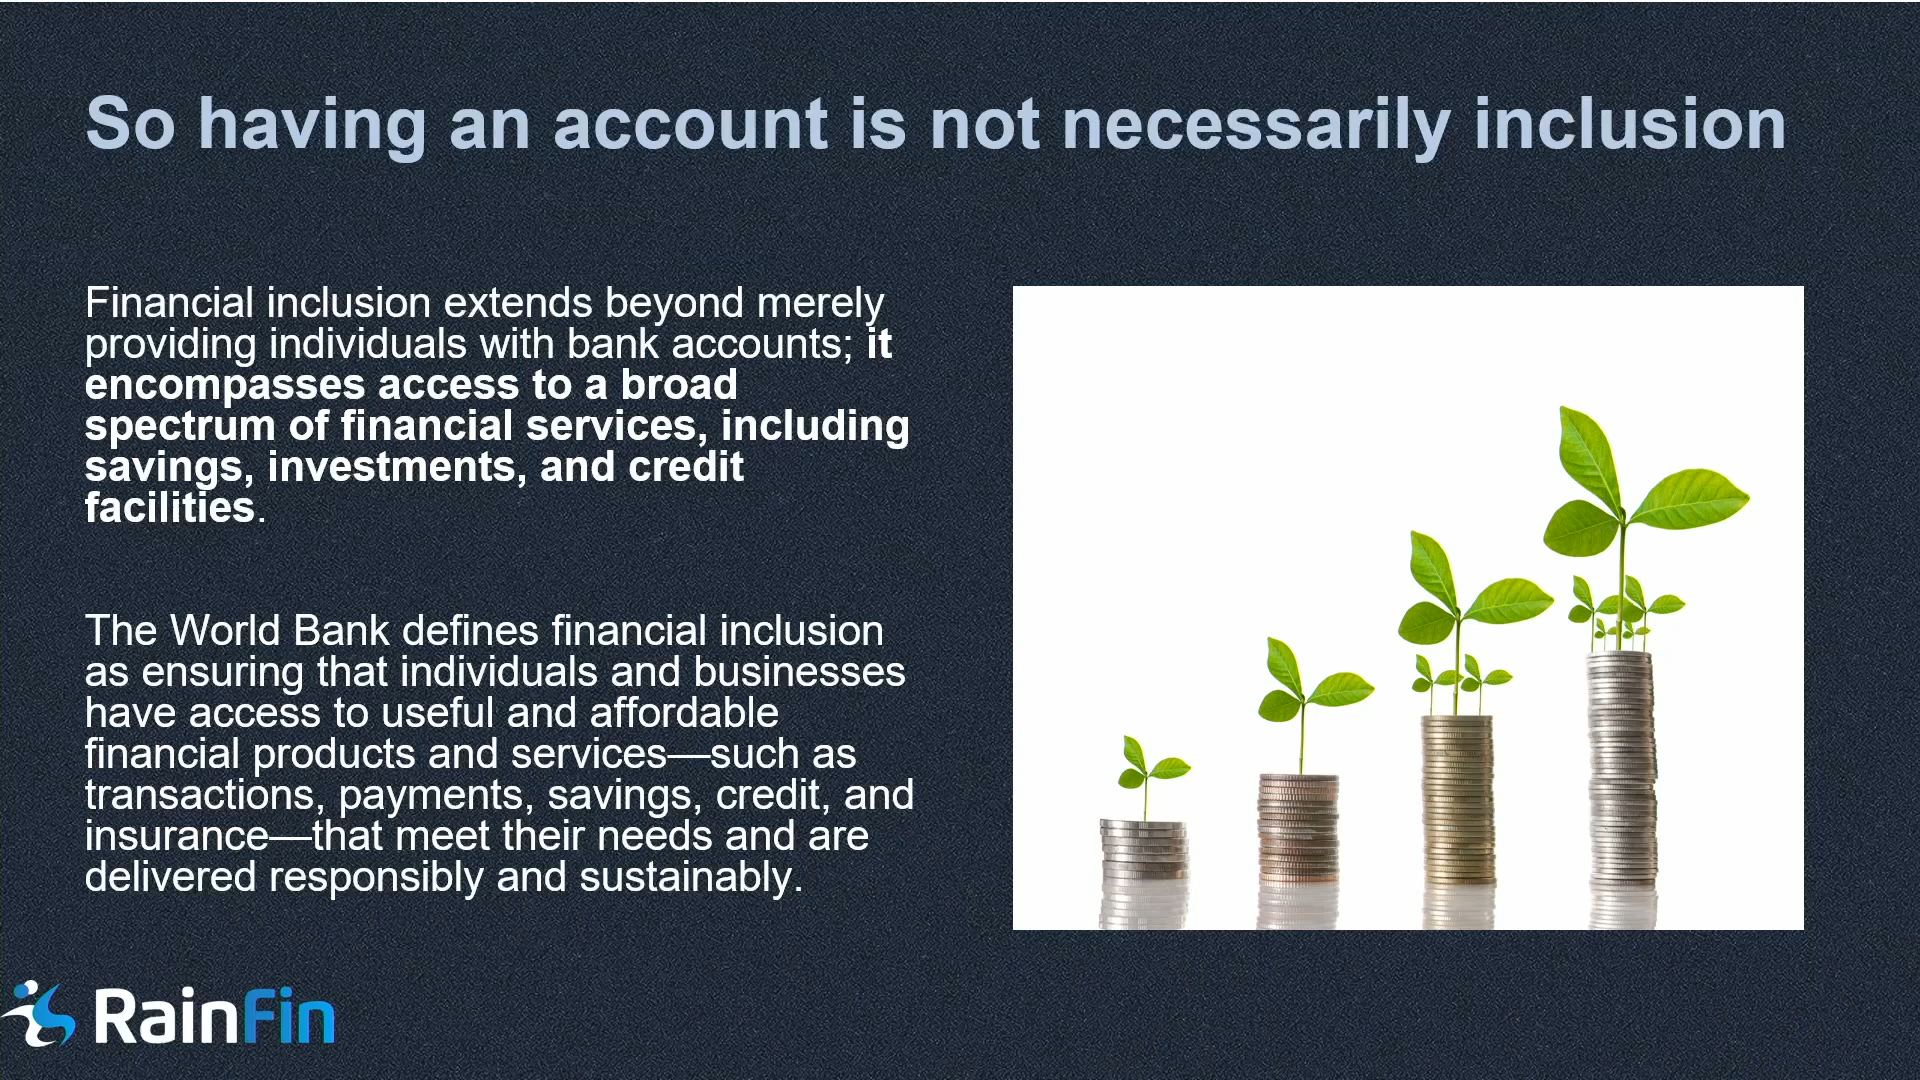 So having an account is not necessarily inclusion
Financial inclusion extends beyond merely
providing individuals with bank accounts; it
encompasses access to a broad
spectrum of financial services, including
savings, investments, and credit
facilities.
The World Bank defines financial inclusion
as ensuring that individuals and businesses
have access to useful and affordable
financial products and services—such as
transactions, payments, savings, credit, and
insurance—that meet their needs and are
delivered responsibly and sustainably.
RainFin